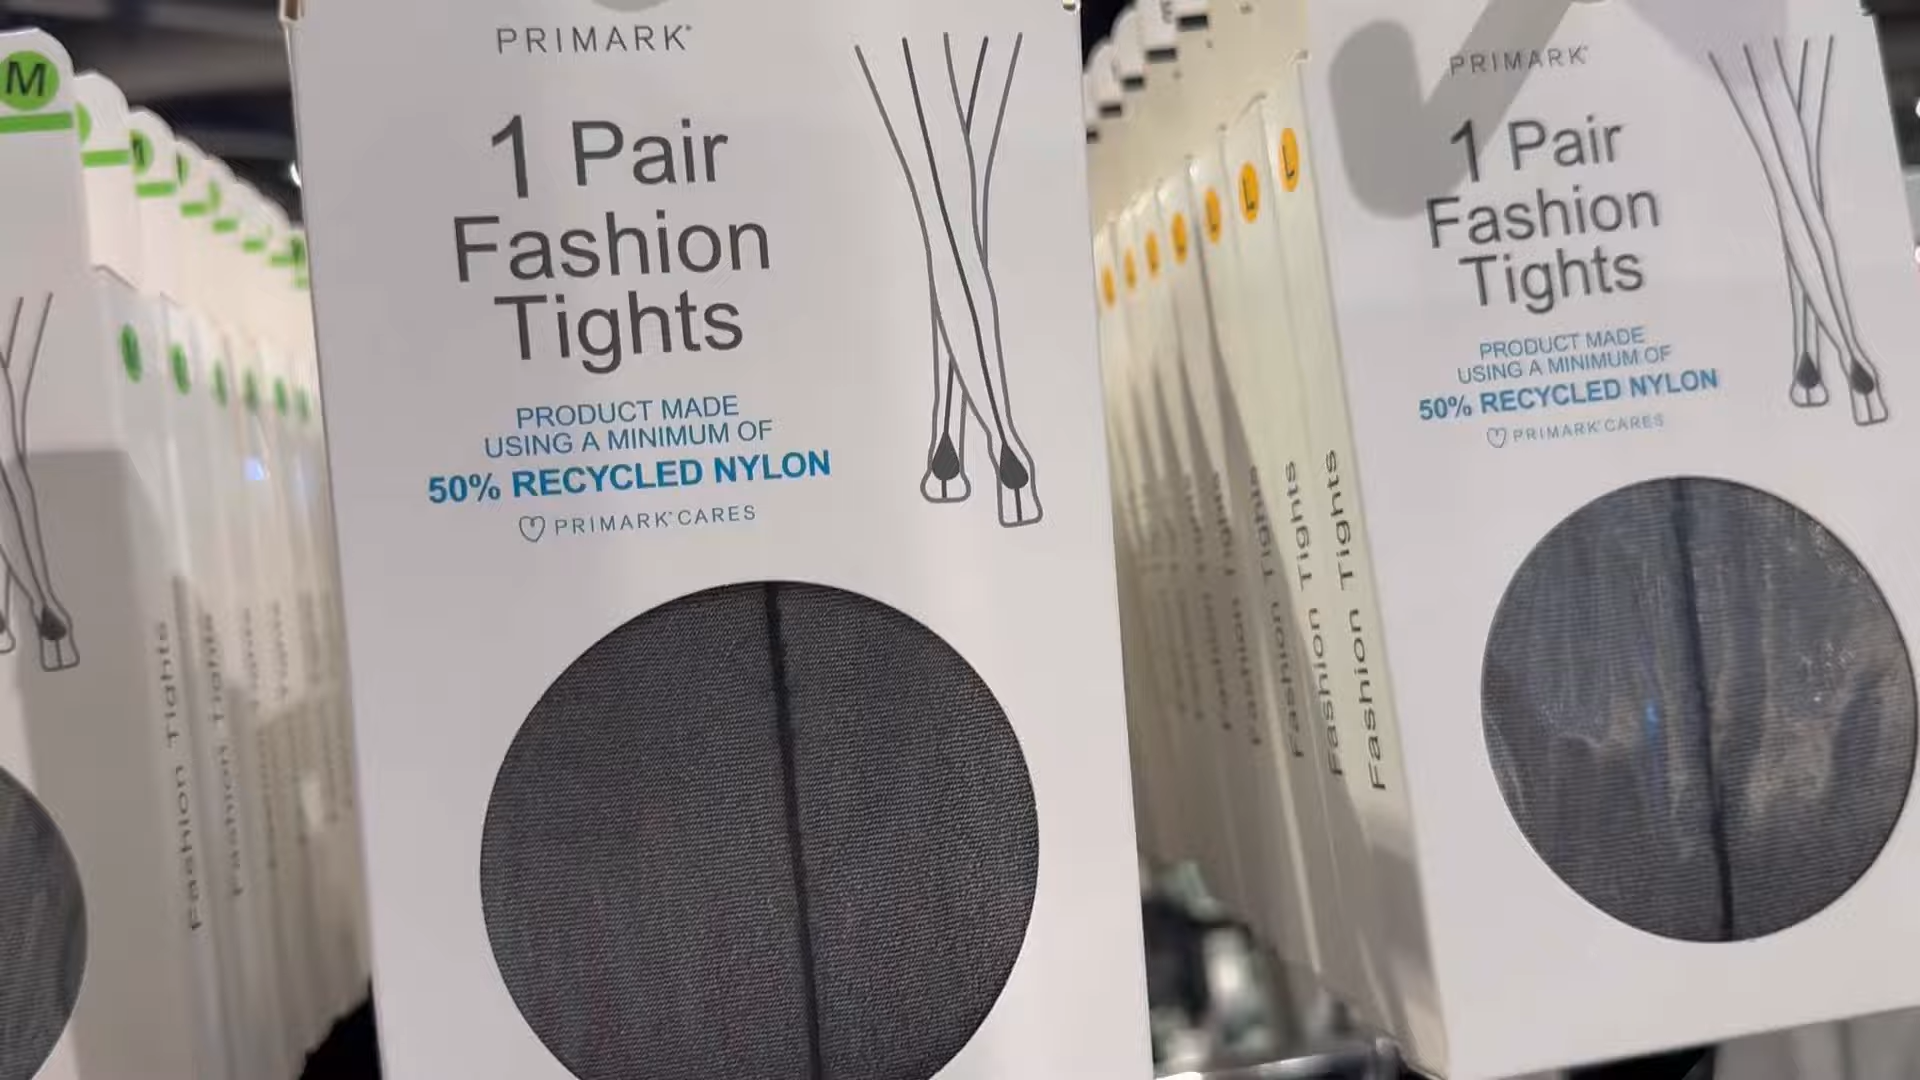 M
PRIMARK
1 Pair
Fashion
Tights
PRODUCT MADE
USING A MINIMUM OF
50% RECYCLED NYLON
PRIMARK CARES
L
L
L
PRIMARK
1 Pair
Fashion
Tights
PRODUCT MADE
USING A MINIMUM OF
50% RECYCLED NYLON
PRIMARK CARES
Fashion Tights
Fashion Tights
Fashion Tights
Fashion Tights
Fashion Tights